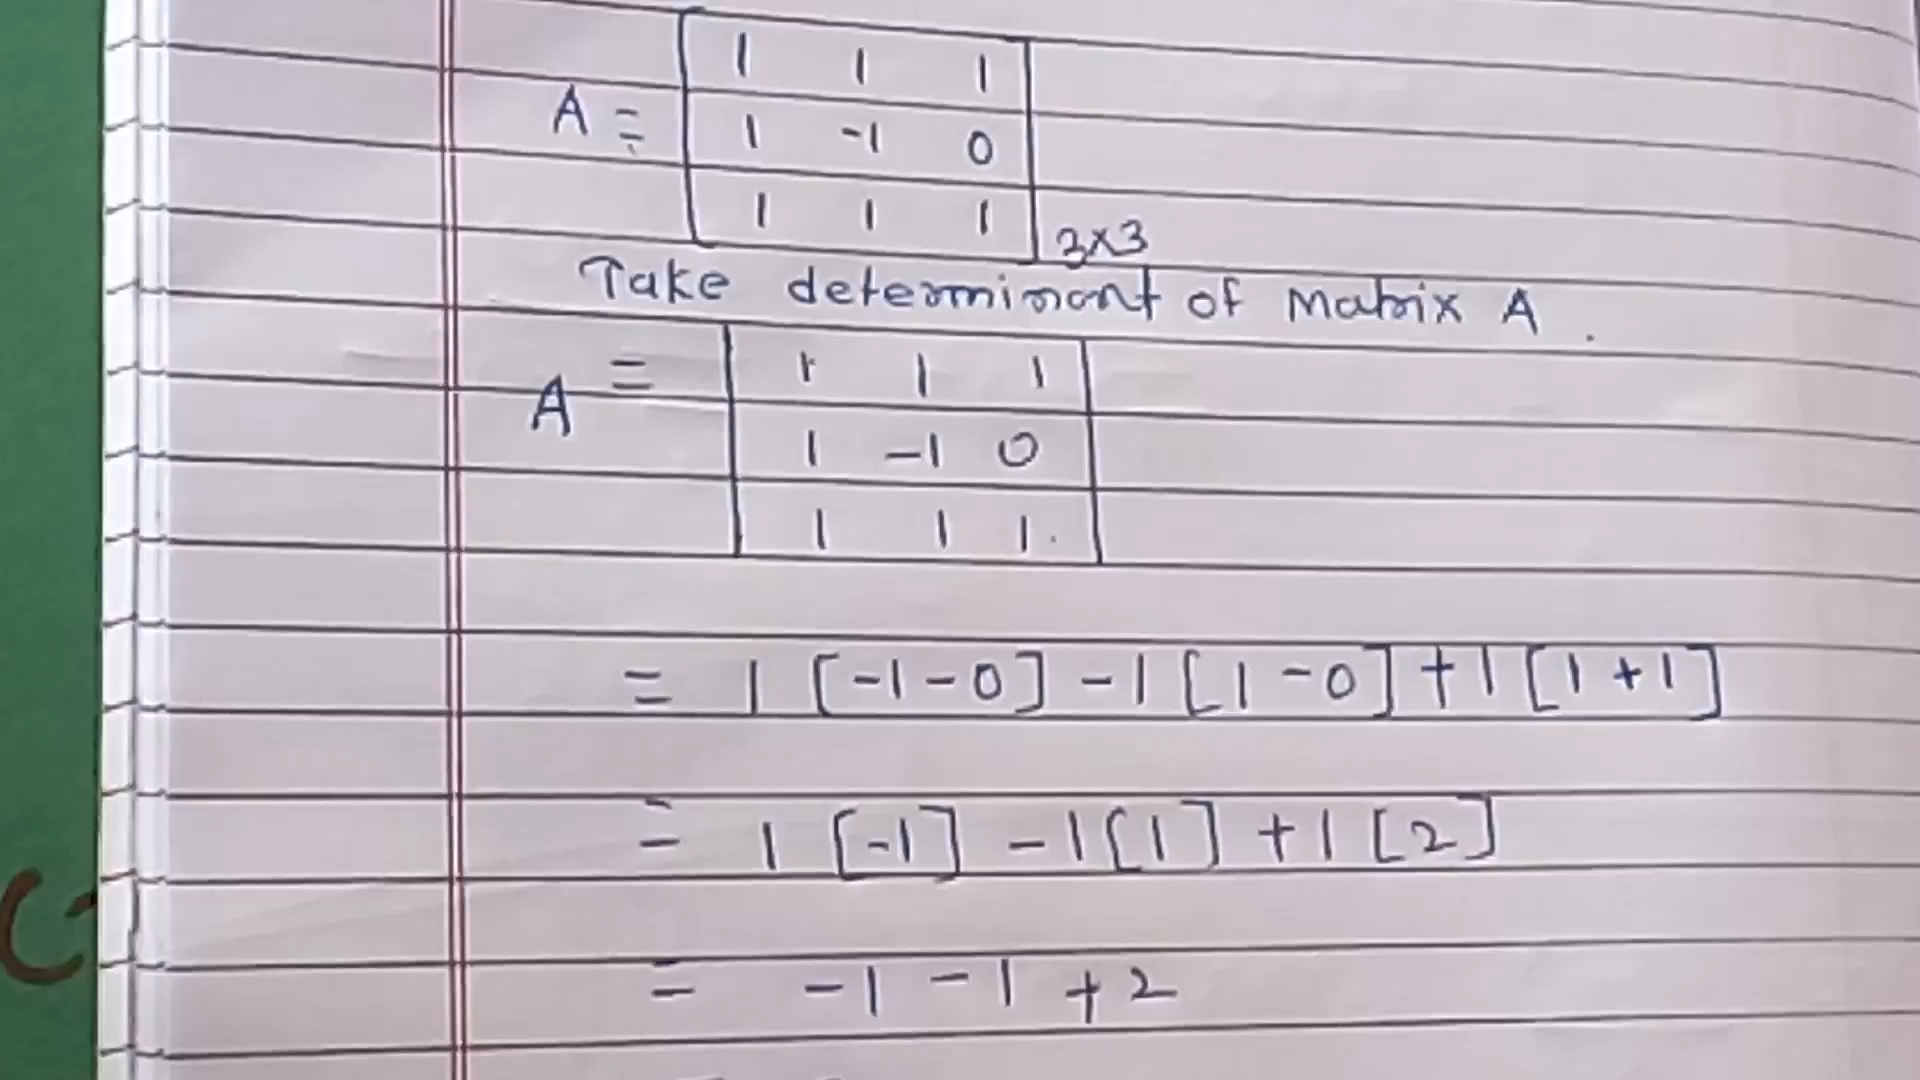 1 1 1
A = 1 -1 0
1 1 1 3×3
Take determinant of Matrix A .
A = 1 1 1
1 -1 0
1 1 1.
= 1 [-1-0] -1 [1-0] +1 [1+1]
= 1 [-1] -1[1] +1[2]
= -1 -1 +2